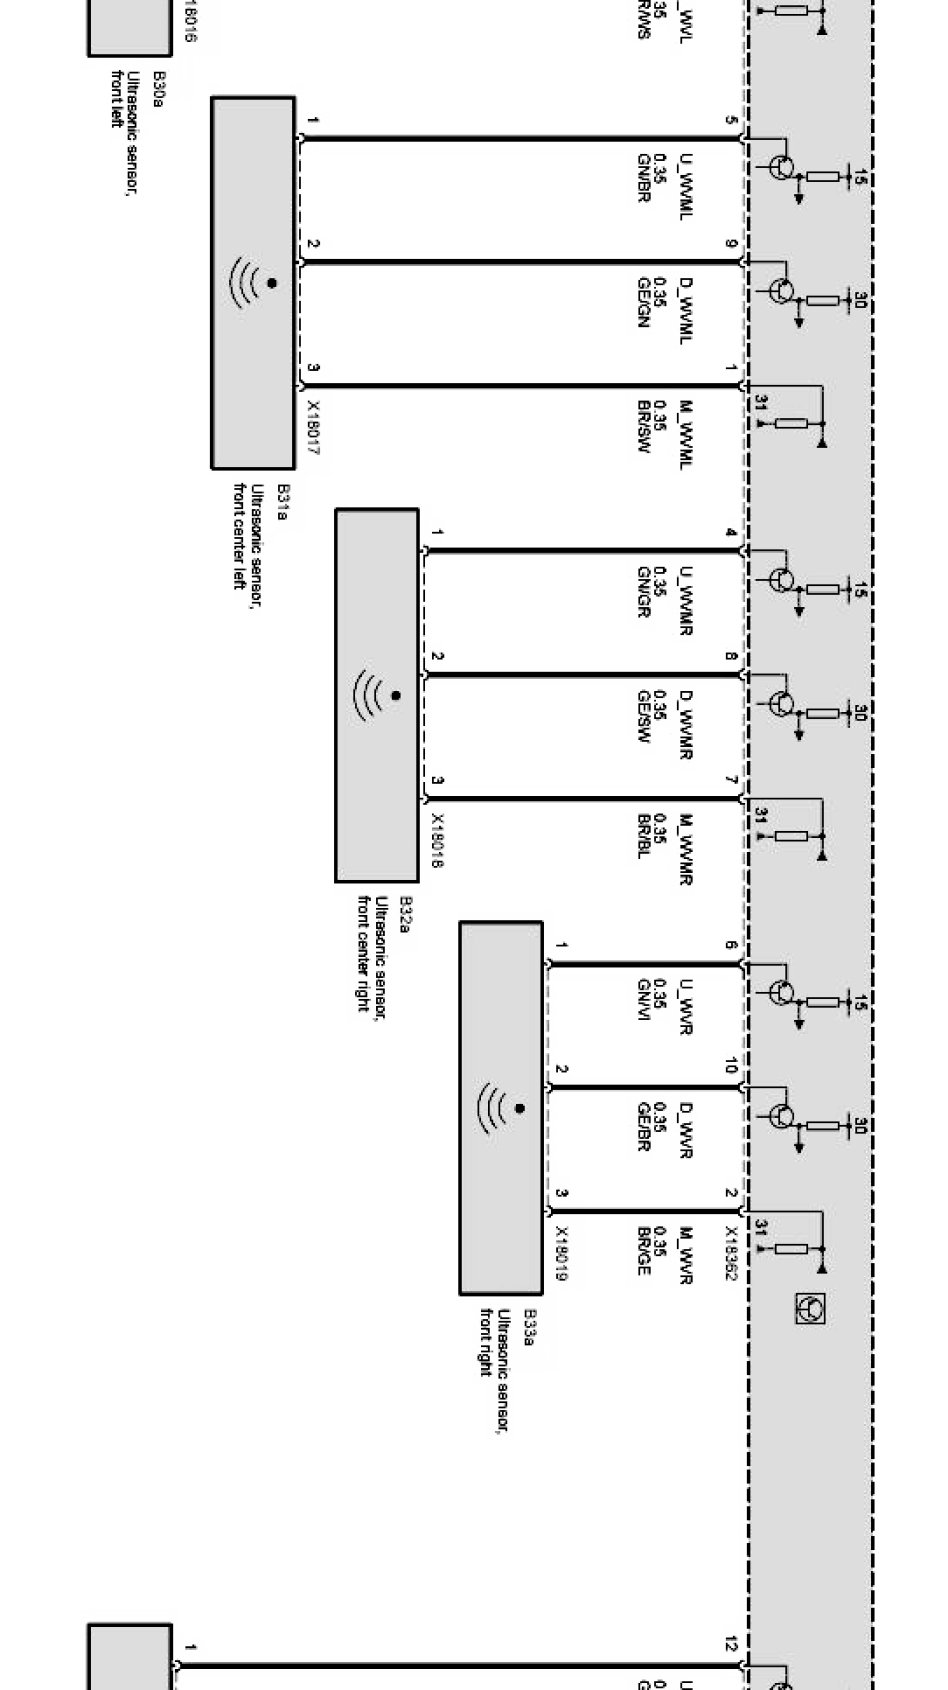 _WVL
35
R/WS
18016
B30a
Ultrasonic sensor,
front left
15
5
1
U_WVML
0.35
GN/BR
30
9
2
D_WVML
0.35
GE/GN
1
3
31
M_WVML
0.35
BR/SW
X18017
B31a
Ultrasonic sensor,
front center left
15
4
1
U_WVMR
0.35
GN/GR
30
8
2
D_WVMR
0.35
GE/SW
7
3
31
M_WVMR
0.35
BR/BL
X18018
B32a
Ultrasonic sensor,
front center right
15
6
1
U_WVR
0.35
GN/VI
30
10
2
D_WVR
0.35
GE/BR
2
3
31
X18362
M_WVR
0.35
BR/GE
X18019
B33a
Ultrasonic sensor,
front right
12
1
U
0
G